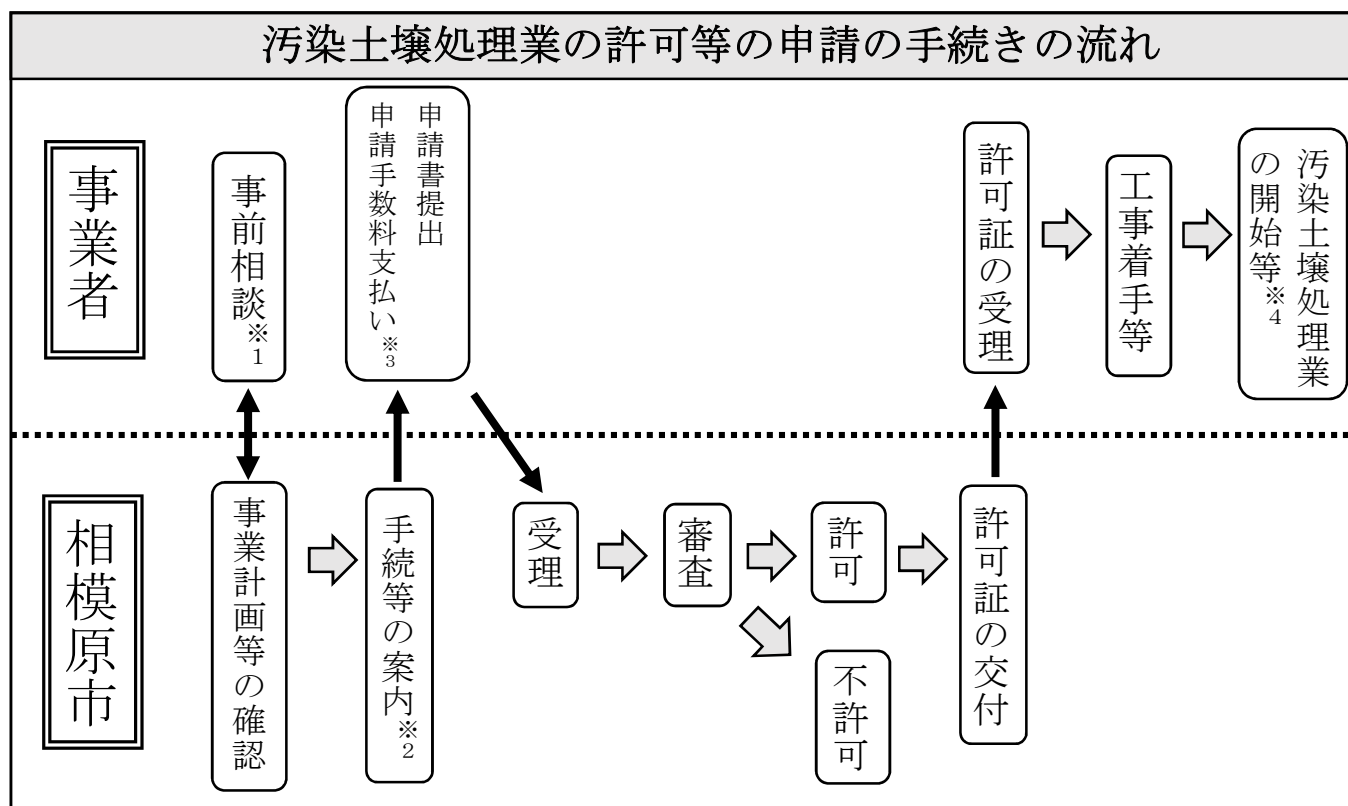 汚染土壌処理業の許可等の申請の手続きの流れ
事業者
事前相談※1
申請書提出
申請手数料支払い※3
許可証の受理
工事着手等
汚染土壌処理業
の開始等※4
相模原市
事業計画等の確認
手続等の案内※2
受理
審査
許可
不許可
許可証の交付